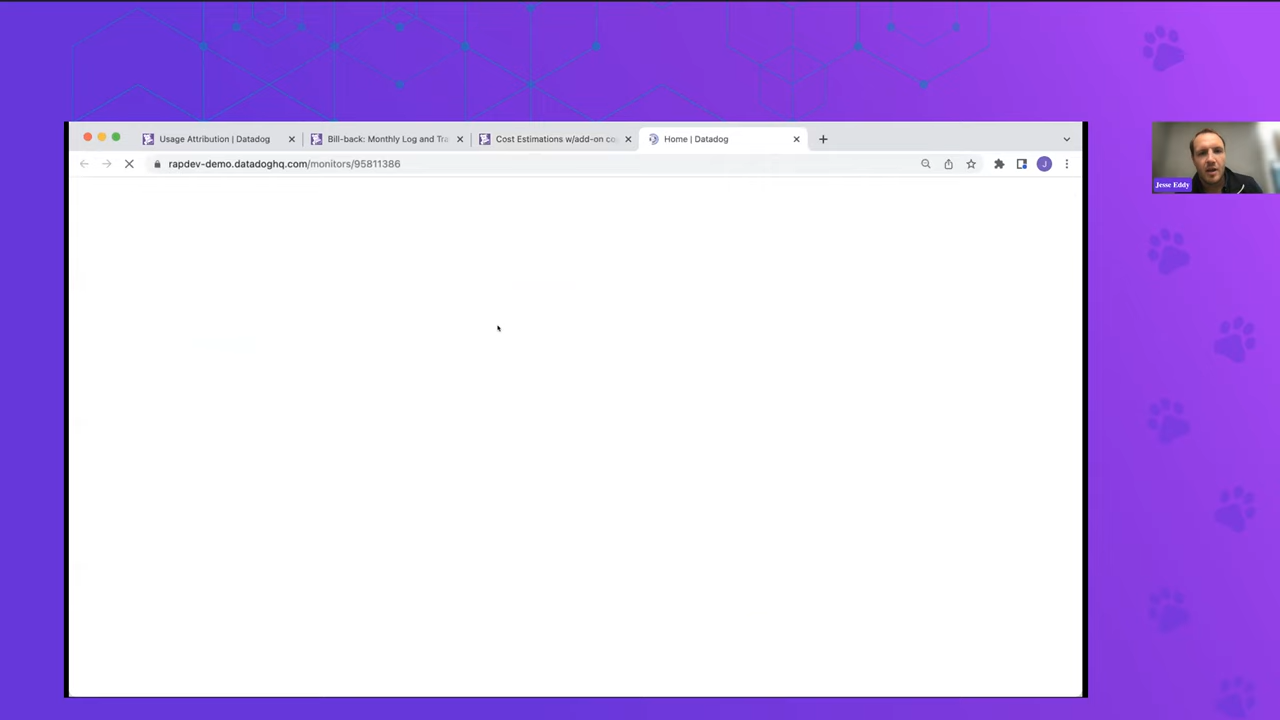 Usage Attribution | Datadog
Bill-back: Monthly Log and Tra
Cost Estimations w/add-on co
Home | Datadog
rapdev-demo.datadoghq.com/monitors/95811386
J
Jesse Eddy